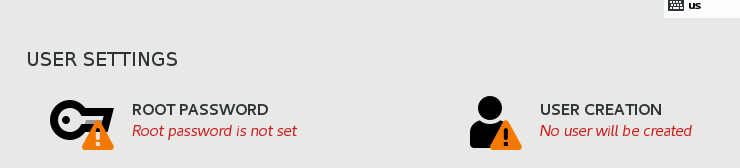 us
USER SETTINGS
ROOT PASSWORD
Root password is not set
USER CREATION
No user will be created